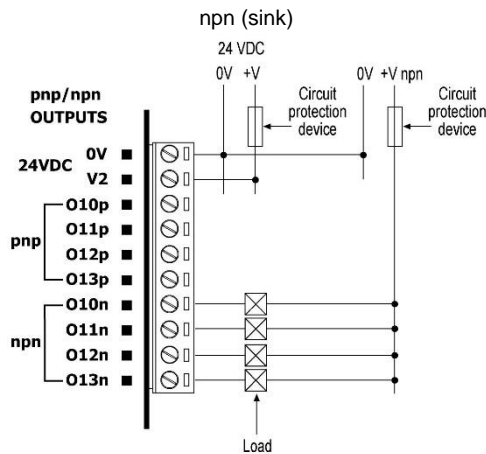 npn (sink)
24 VDC
0V +V
0V +V npn
pnp/npn
OUTPUTS
Circuit
protection
device
Circuit
protection
device
24VDC
0V
V2
pnp
O10p
O11p
O12p
O13p
npn
O10n
O11n
O12n
O13n
Load